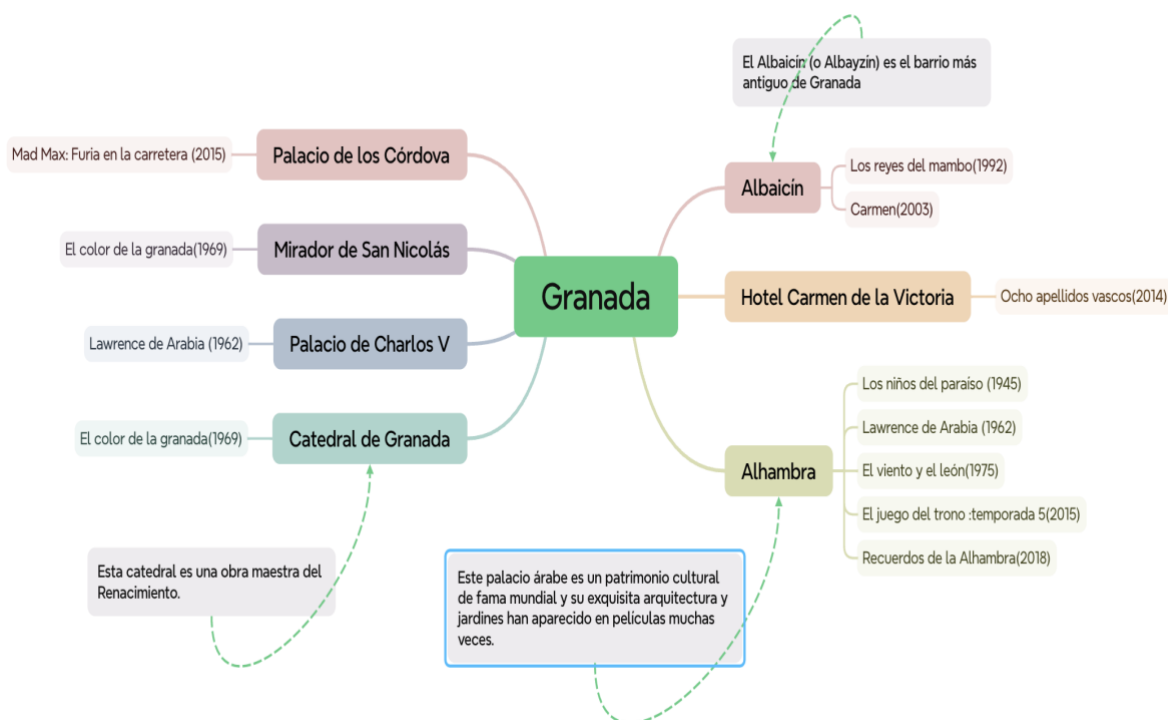 El Albaicín (o Albayzín) es el barrio más
antiguo de Granada
Mad Max: Furia en la carretera (2015)
Palacio de los Córdova
El color de la granada(1969)
Mirador de San Nicolás
Lawrence de Arabia (1962)
Palacio de Charlos V
El color de la granada(1969)
Catedral de Granada
Granada
Albaicín
Los reyes del mambo(1992)
Carmen(2003)
Hotel Carmen de la Victoria
Ocho apellidos vascos(2014)
Alhambra
Los niños del paraíso (1945)
Lawrence de Arabia (1962)
El viento y el león(1975)
El juego del trono :temporada 5(2015)
Recuerdos de la Alhambra(2018)
Esta catedral es una obra maestra del
Renacimiento.
Este palacio árabe es un patrimonio cultural
de fama mundial y su exquisita arquitectura y
jardines han aparecido en películas muchas
veces.